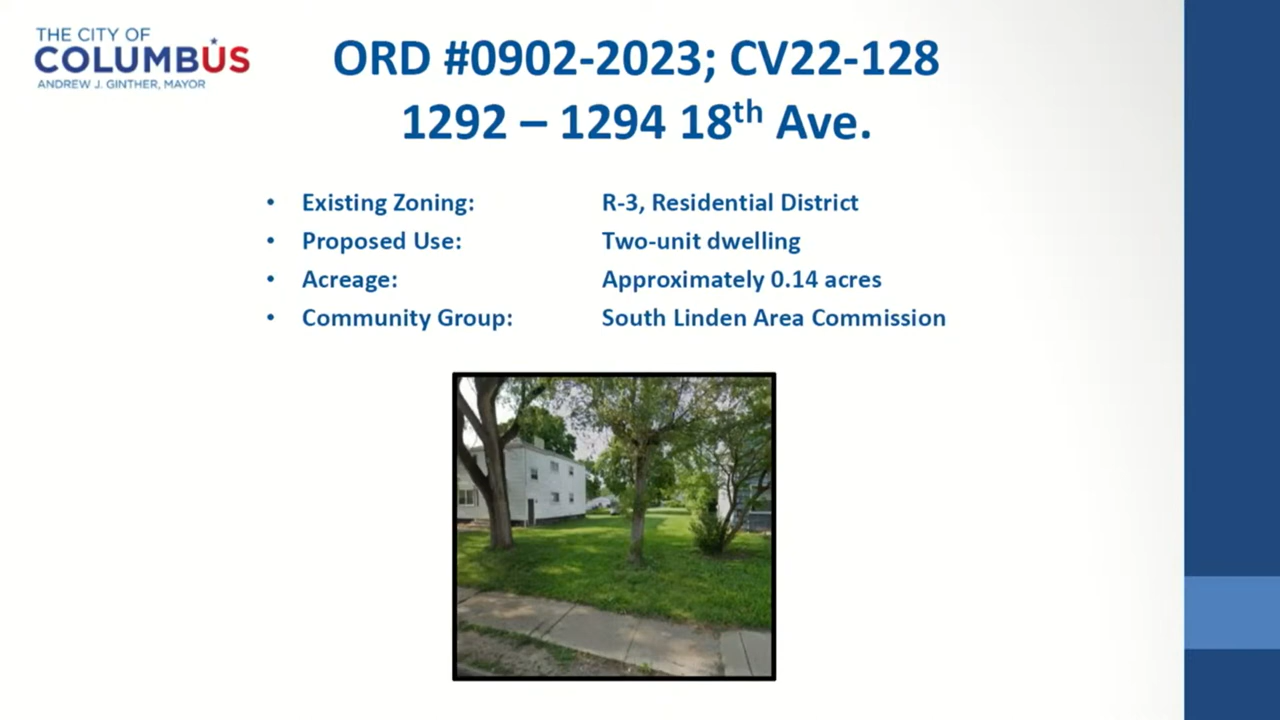 THE CITY OF
COLUMBUS
ANDREW J. GINTHER, MAYOR
ORD #0902-2023; CV22-128
1292 – 1294 18th Ave.
• Existing Zoning: R-3, Residential District
• Proposed Use: Two-unit dwelling
• Acreage: Approximately 0.14 acres
• Community Group: South Linden Area Commission